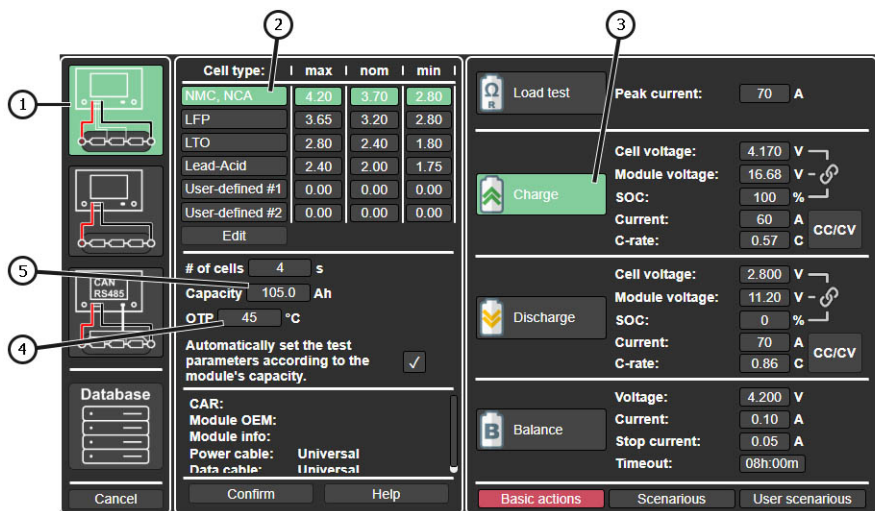 2
3
1
5
4
CAN
RS485
Database
Cancel
Cell type: max nom min
NMC, NCA 4.20 3.70 2.80
LFP 3.65 3.20 2.80
LTO 2.80 2.40 1.80
Lead-Acid 2.40 2.00 1.75
User-defined #1 0.00 0.00 0.00
User-defined #2 0.00 0.00 0.00
Edit
# of cells 4 s
Capacity 105.0 Ah
OTP 45 °C
Automatically set the test
parameters according to the
module's capacity. ✓
CAR:
Module OEM:
Module info:
Power cable: Universal
Data cable: Universal
Confirm Help
Ω
R
Load test Peak current: 70 A
Charge
Cell voltage: 4.170 V
Module voltage: 16.68 V
SOC: 100 %
Current: 60 A
C-rate: 0.57 C
CC/CV
Discharge
Cell voltage: 2.800 V
Module voltage: 11.20 V
SOC: 0 %
Current: 70 A
C-rate: 0.86 C
CC/CV
B
Balance
Voltage: 4.200 V
Current: 0.10 A
Stop current: 0.05 A
Timeout: 08h:00m
Basic actions Scenarious User scenarious